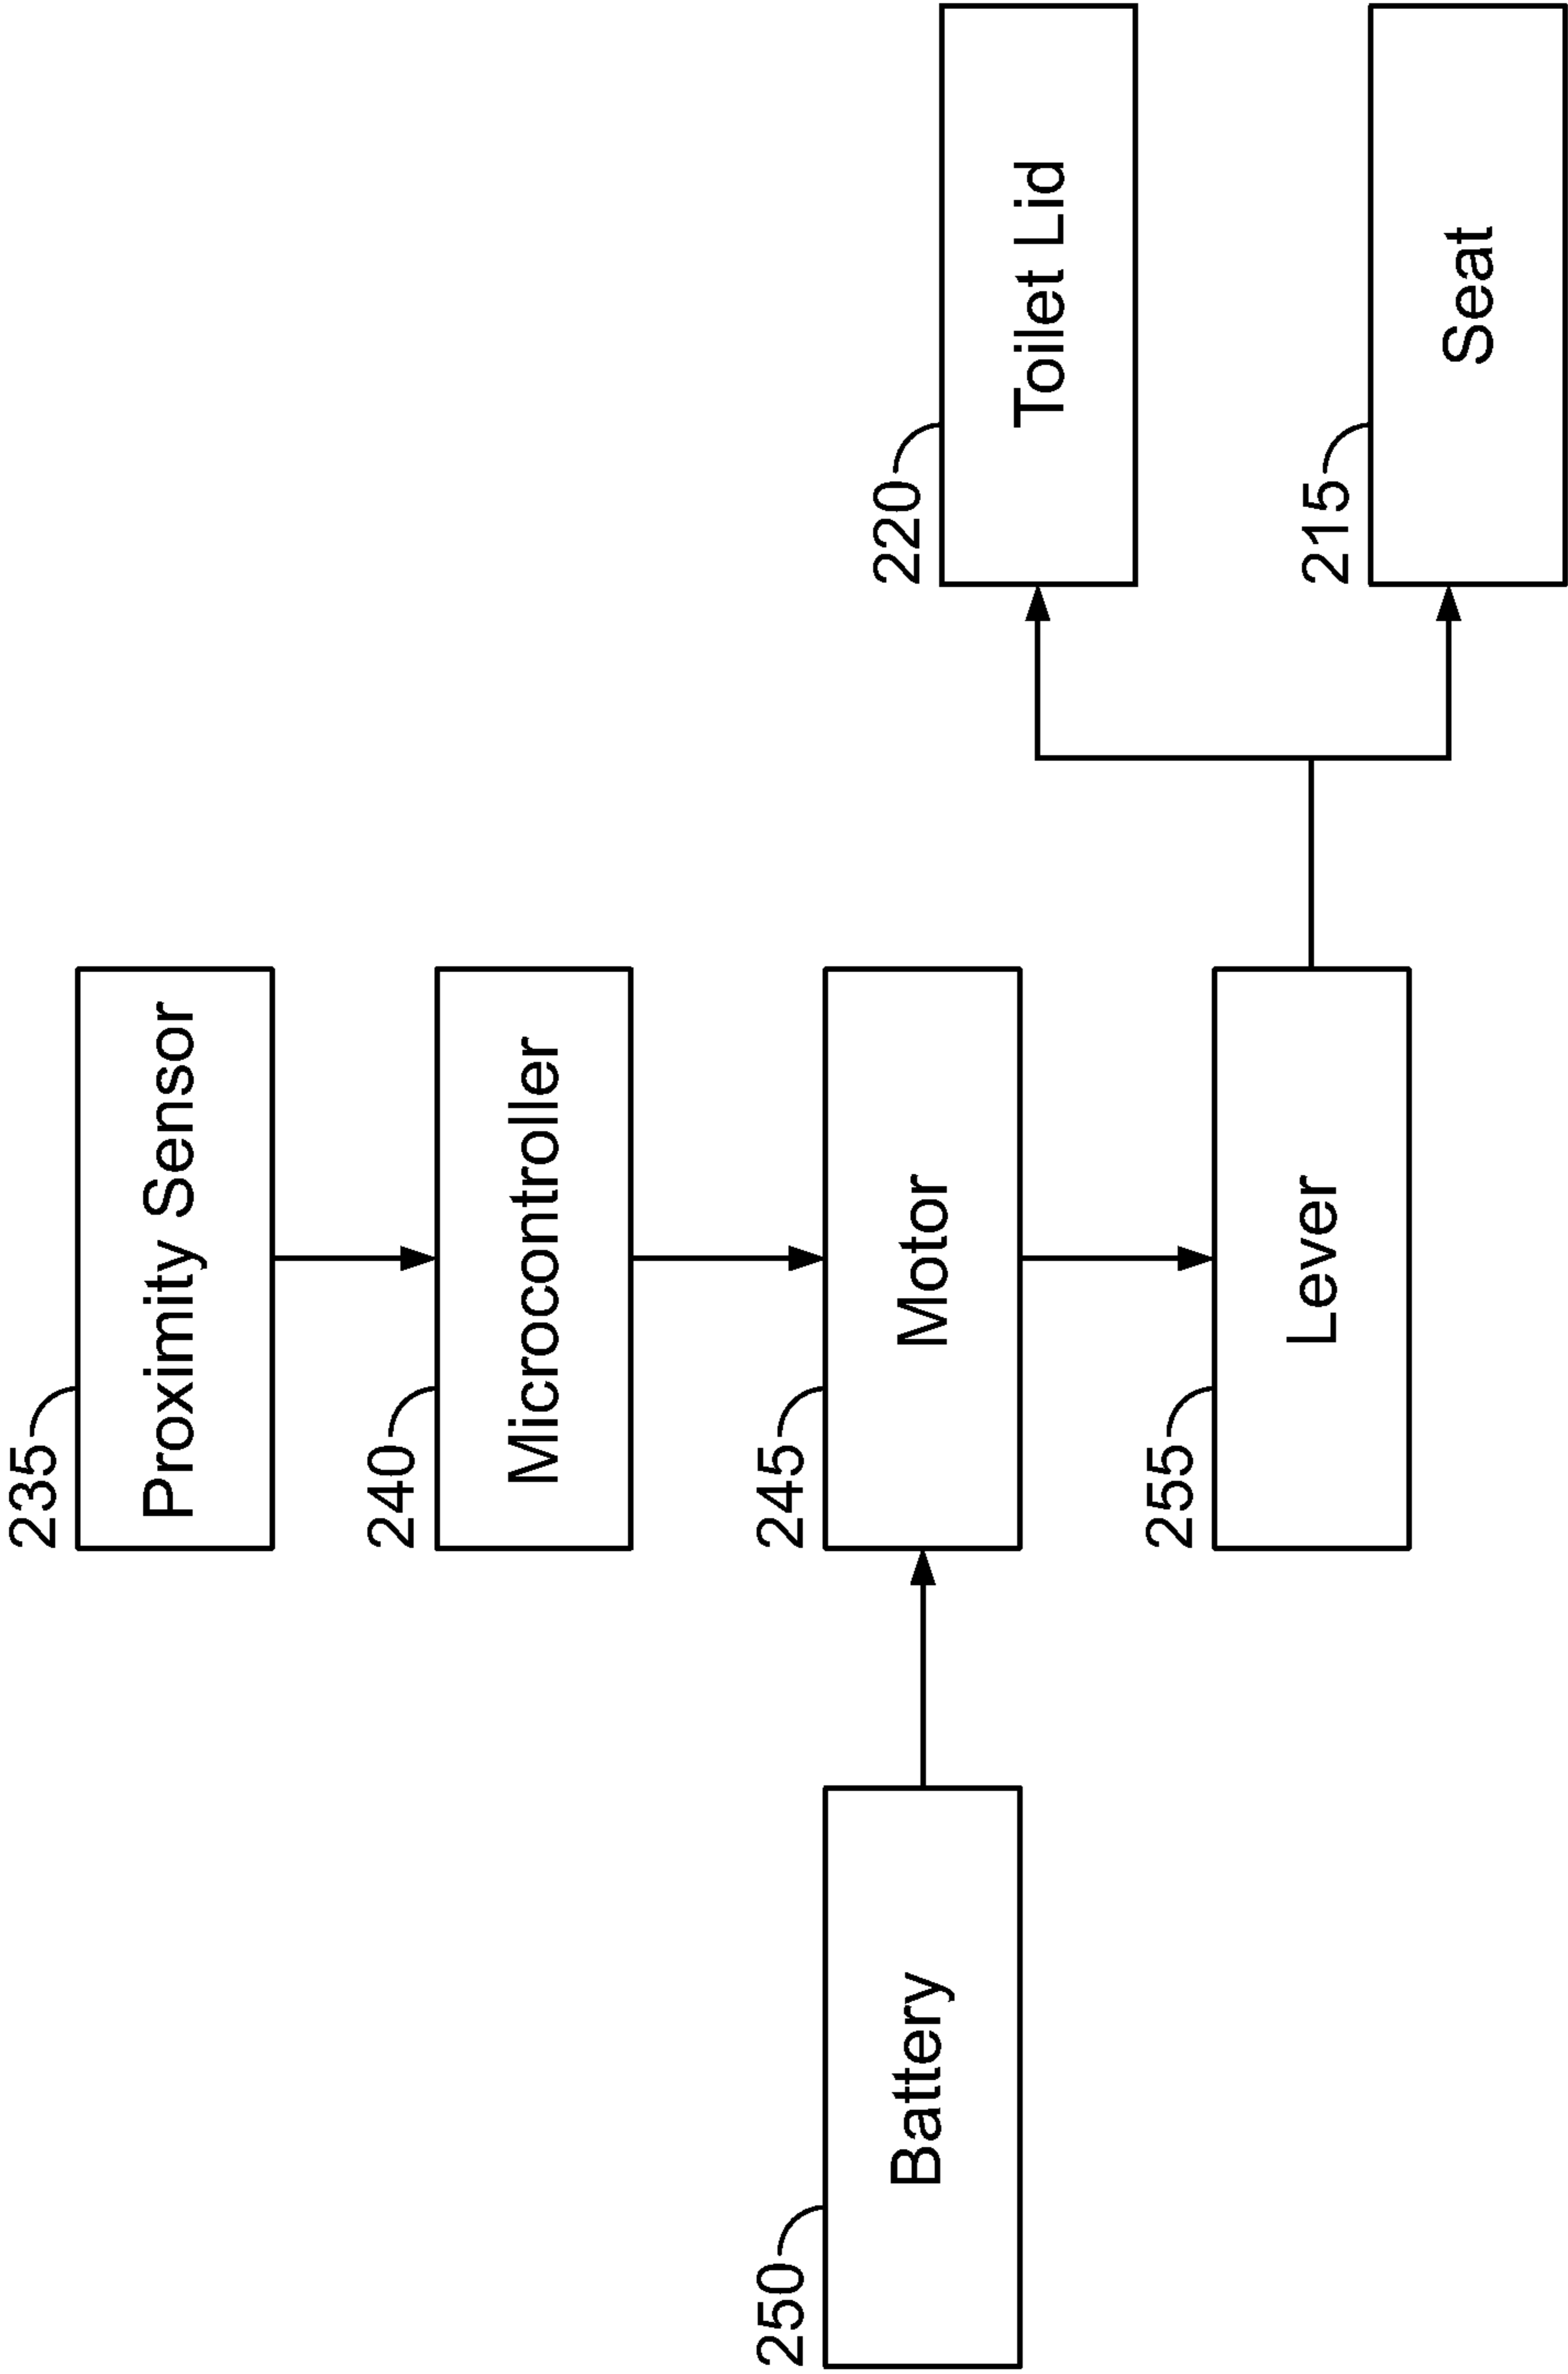 235
Proximity Sensor
240
Microcontroller
250
Battery
245
Motor
220
Toilet Lid
255
Lever
215
Seat